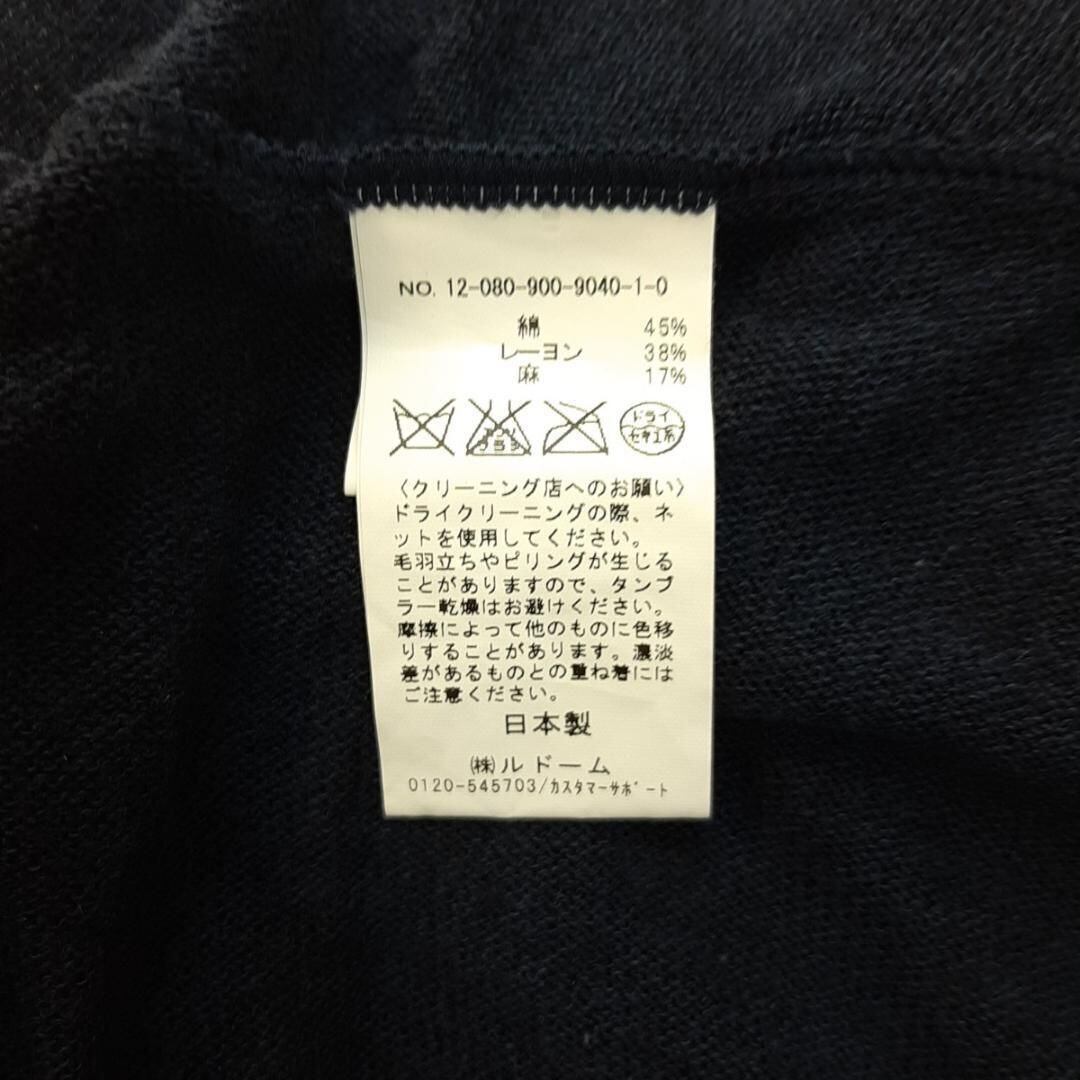 NO. 12-080-900-9040-1-0
綿 45%
レーヨン 38%
麻 17%
エンソ
サラシ
ドライ
セキユ系
〈クリーニング店へのお願い〉
ドライクリーニングの際、ネ
ットを使用してください。
毛羽立ちやピリングが生じる
ことがありますので、タンブ
ラー乾燥はお避けください。
摩擦によって他のものに色移
りすることがあります。濃淡
差があるものとの重ね着には
ご注意ください。
日本製
㈱ルドーム
0120-545703/カスタマーサポート